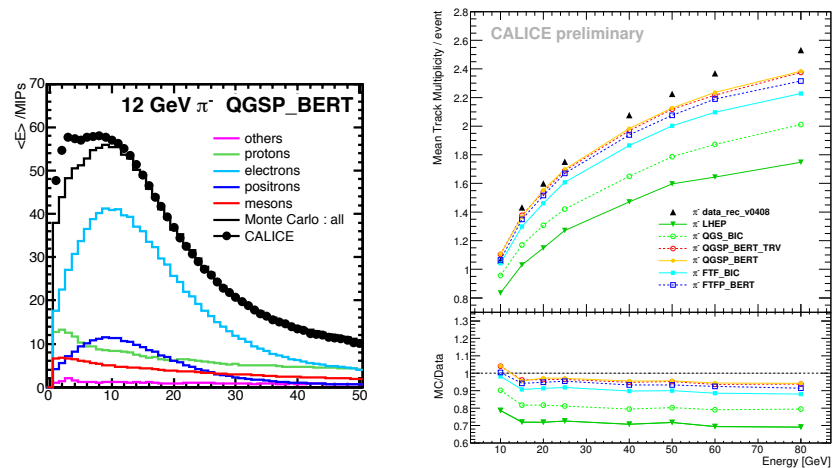 12 GeV π⁻ QGSP_BERT
<E> /MIPs
70
60
50
40
30
20
10
0
others
protons
electrons
positrons
mesons
Monte Carlo : all
CALICE
0 10 20 30 40 50
CALICE preliminary
Mean Track Multiplicity / event
2.8
2.6
2.4
2.2
2
1.8
1.6
1.4
1.2
1
0.8
π⁻ data_rec_v0408
π⁻ LHEP
π⁻ QGS_BIC
π⁻ QGSP_BERT_TRV
π⁻ QGSP_BERT
π⁻ FTF_BIC
π⁻ FTFP_BERT
MC/Data
1.3
1.2
1.1
1
0.9
0.8
0.7
0.6
10 20 30 40 50 60 70 80
Energy [GeV]